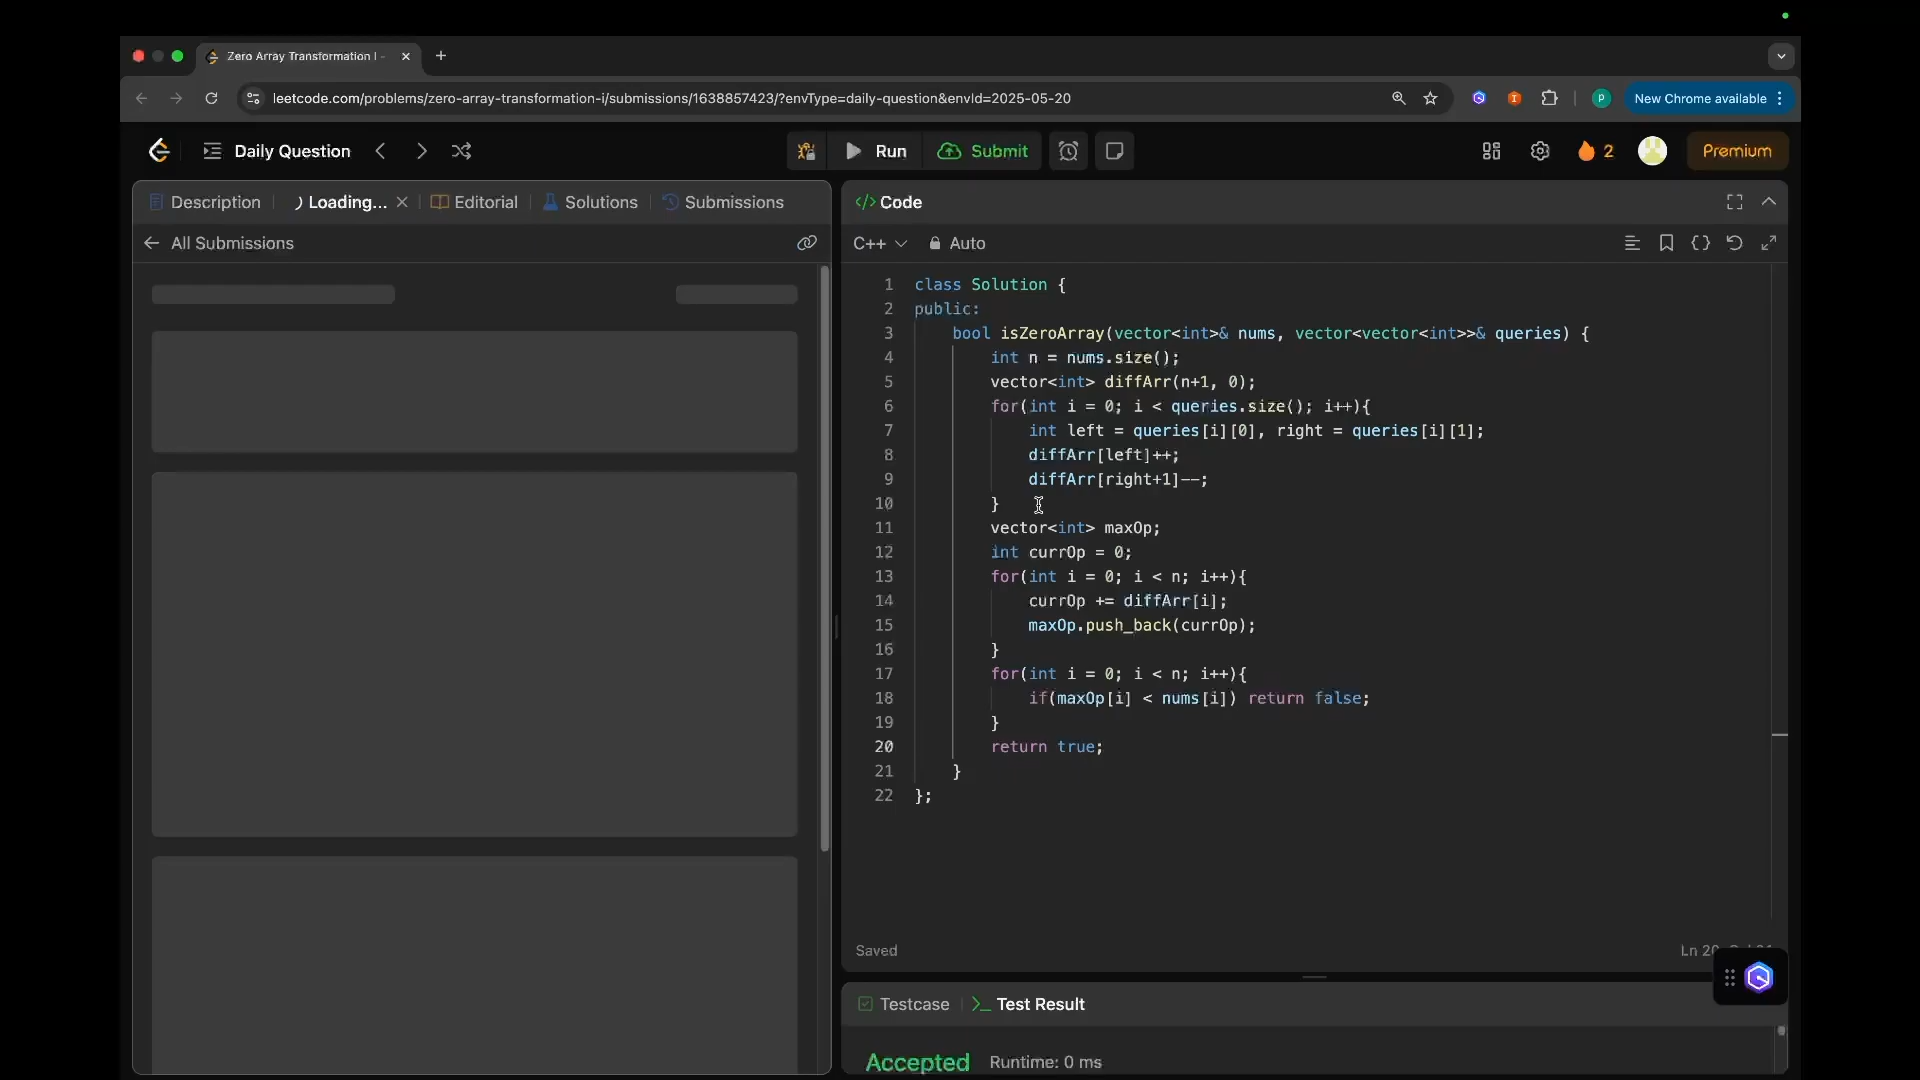 Zero Array Transformation I -
leetcode.com/problems/zero-array-transformation-i/submissions/1638857423/?envType=daily-question&envId=2025-05-20
P
New Chrome available
Daily Question
Run
Submit
2
Premium
Description
Loading...
Editorial
Solutions
Submissions
All Submissions
</> Code
C++
Auto
1 class Solution {
2 public:
3 bool isZeroArray(vector<int>& nums, vector<vector<int>>& queries) {
4 int n = nums.size();
5 vector<int> diffArr(n+1, 0);
6 for(int i = 0; i < queries.size(); i++){
7 int left = queries[i][0], right = queries[i][1];
8 diffArr[left]++;
9 diffArr[right+1]--;
10 }
11 vector<int> maxOp;
12 int currOp = 0;
13 for(int i = 0; i < n; i++){
14 currOp += diffArr[i];
15 maxOp.push_back(currOp);
16 }
17 for(int i = 0; i < n; i++){
18 if(maxOp[i] < nums[i]) return false;
19 }
20 return true;
21 }
22 };
Saved
Ln 20
Testcase
Test Result
Accepted
Runtime: 0 ms